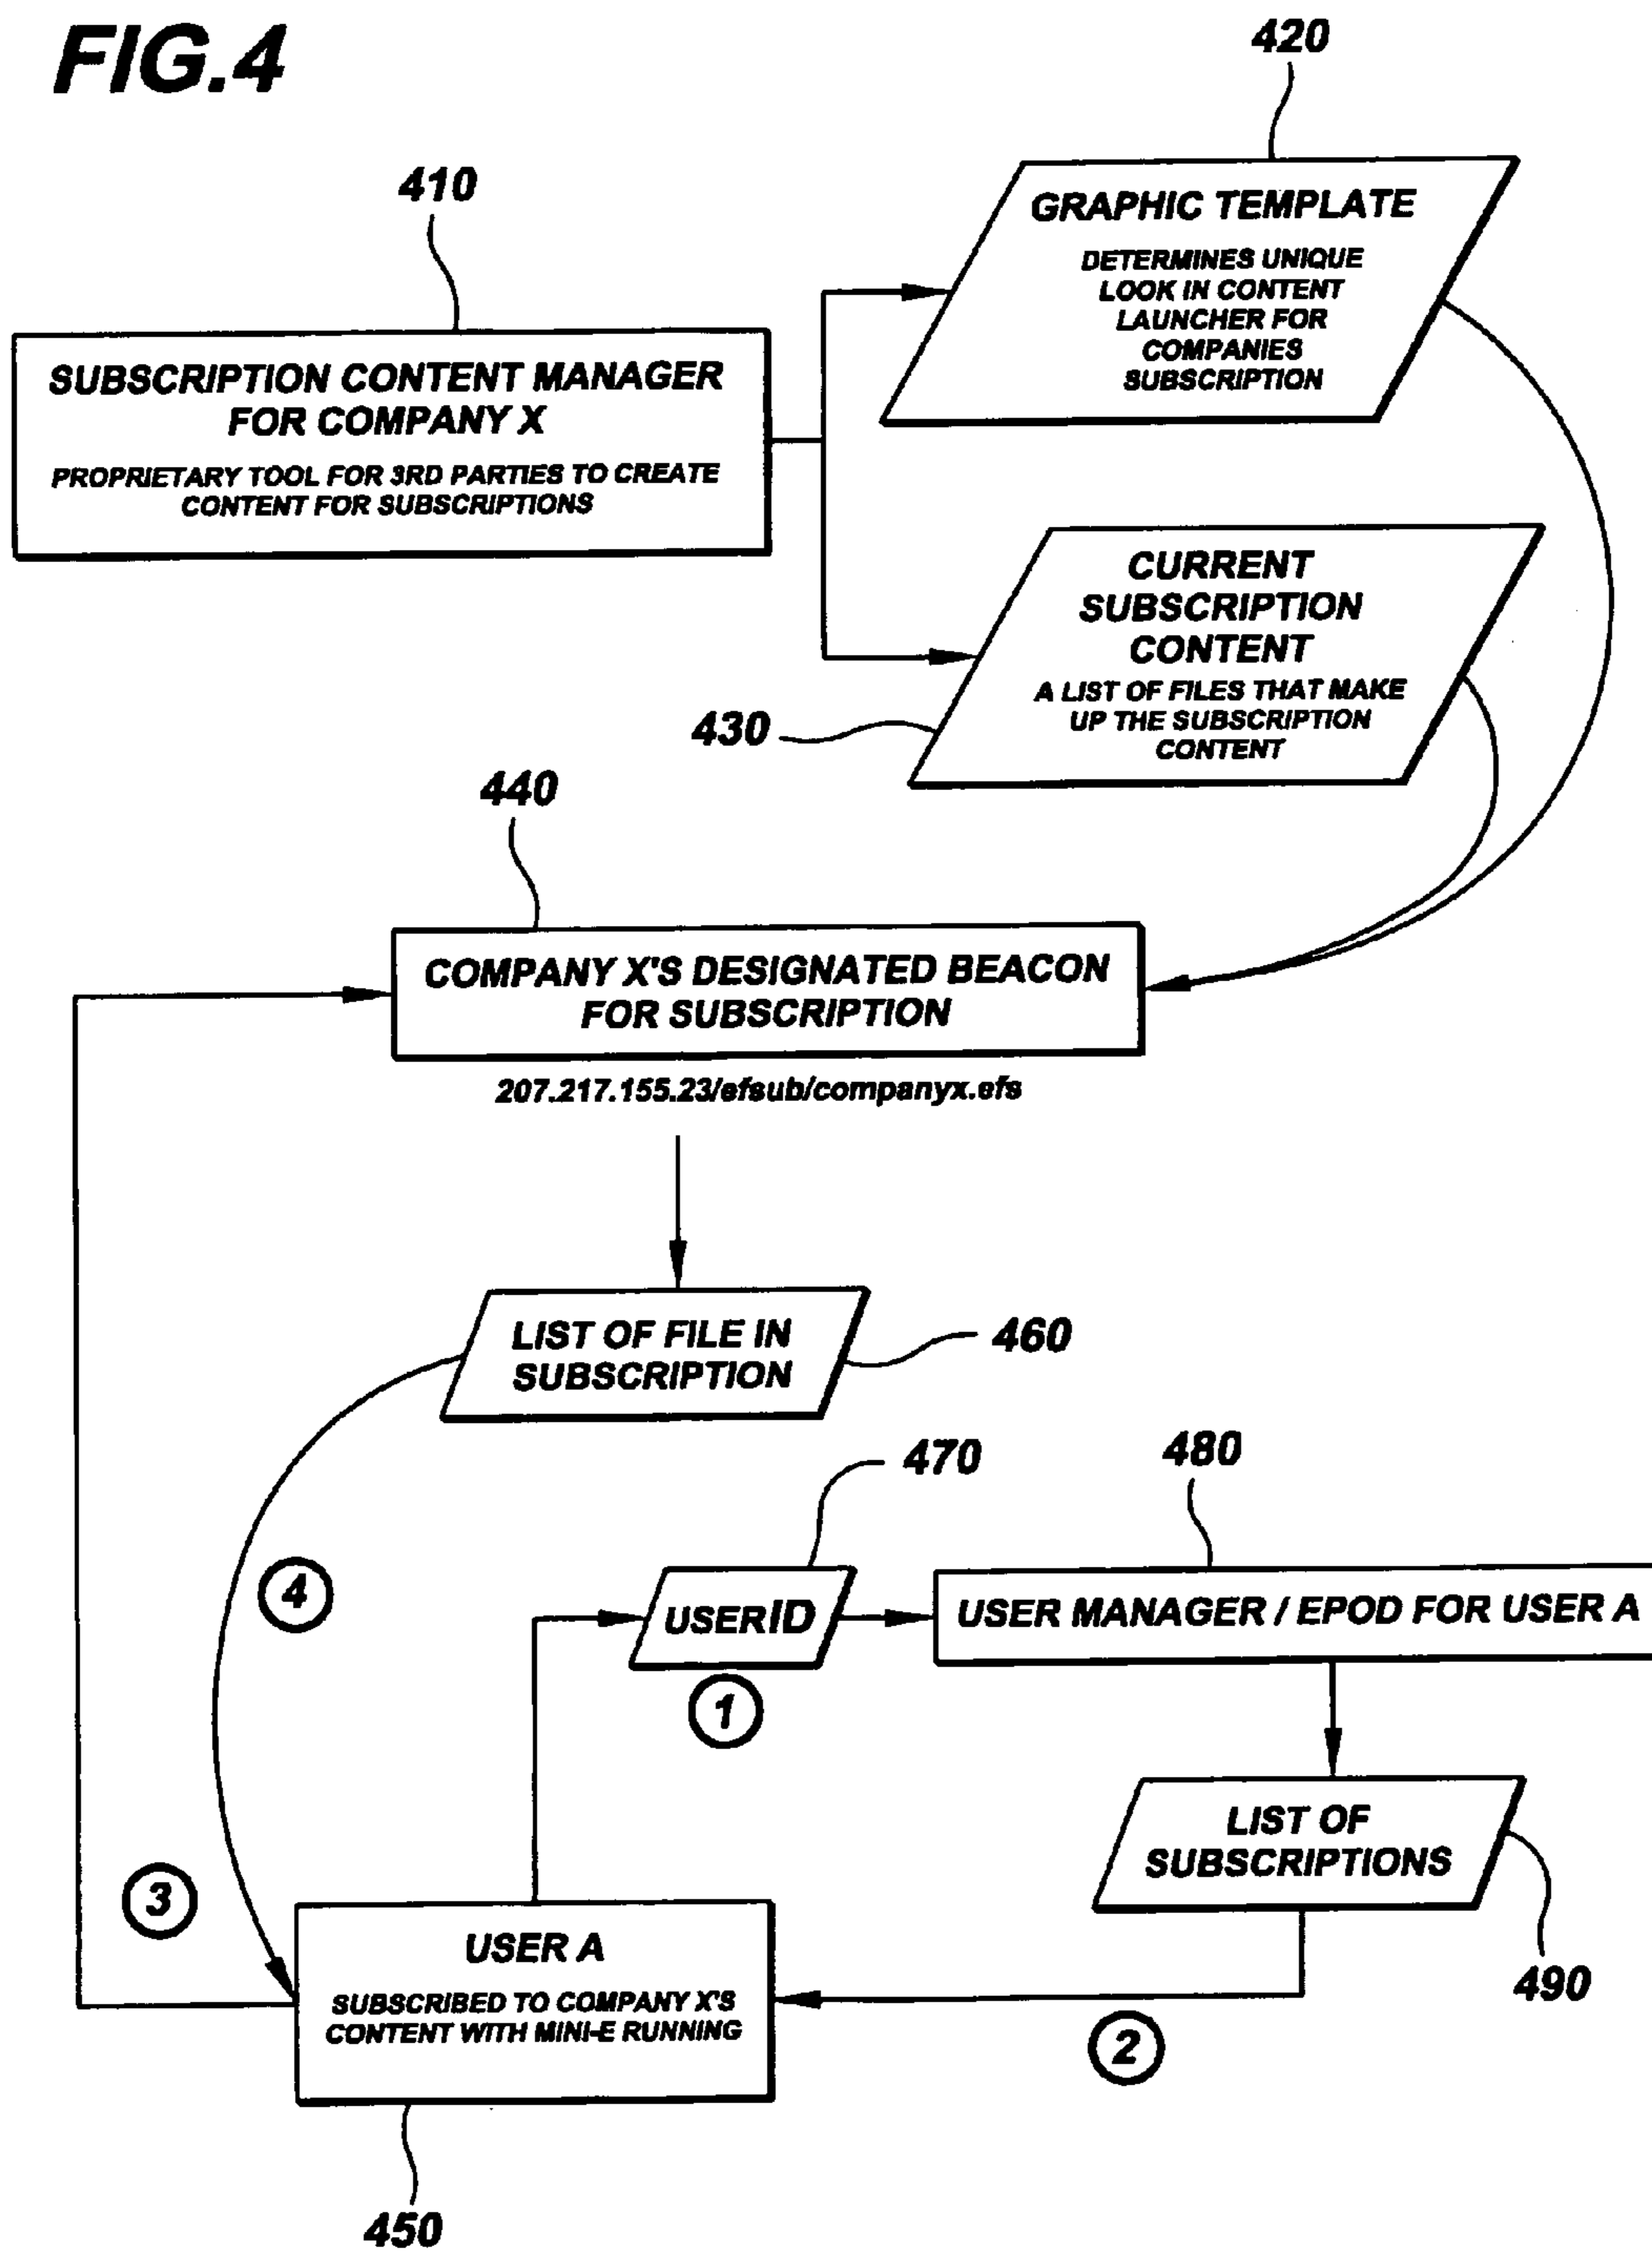 FIG.4
420
410
GRAPHIC TEMPLATE
DETERMINES UNIQUE
LOOK IN CONTENT
LAUNCHER FOR
COMPANIES
SUBSCRIPTION
SUBSCRIPTION CONTENT MANAGER
FOR COMPANY X
PROPRIETARY TOOL FOR 3RD PARTIES TO CREATE
CONTENT FOR SUBSCRIPTIONS
CURRENT
SUBSCRIPTION
CONTENT
A LIST OF FILES THAT MAKE
UP THE SUBSCRIPTION
CONTENT
430
440
COMPANY X'S DESIGNATED BEACON
FOR SUBSCRIPTION
207.217.155.23/efsub/companyx.efs
LIST OF FILE IN
SUBSCRIPTION
460
470
480
4
USERID
USER MANAGER / EPOD FOR USER A
1
LIST OF
SUBSCRIPTIONS
3
USER A
SUBSCRIBED TO COMPANY X'S
CONTENT WITH MINI-E RUNNING
490
2
450